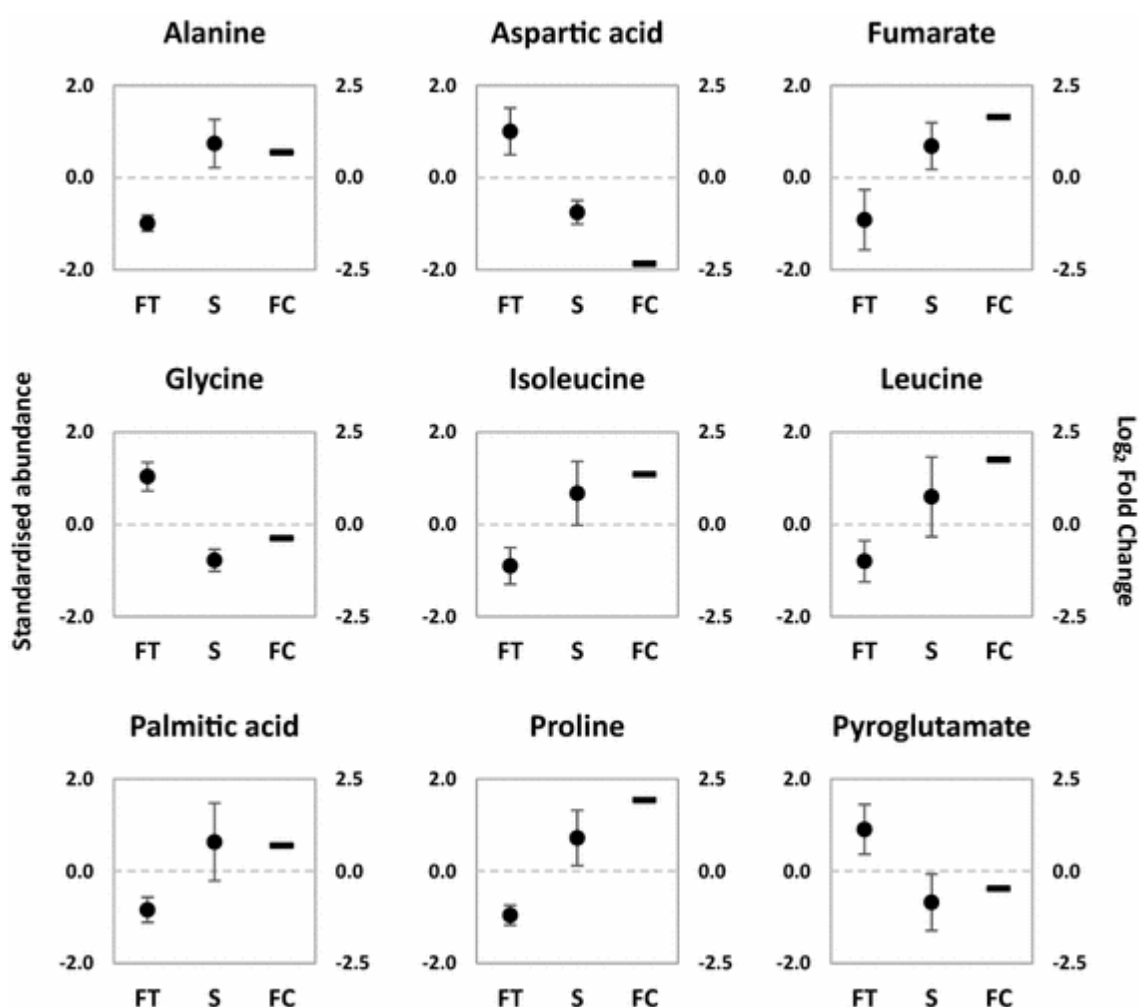 Alanine Aspartic acid Fumarate
2.0 2.5 2.0 2.5 2.0 2.5
0.0 0.0 0.0 0.0 0.0 0.0
-2.0 -2.5 -2.0 -2.5 -2.0 -2.5
FT S FC FT S FC FT S FC
Standardised abundance
Glycine Isoleucine Leucine
2.0 2.5 2.0 2.5 2.0 2.5
0.0 0.0 0.0 0.0 0.0 0.0
-2.0 -2.5 -2.0 -2.5 -2.0 -2.5
FT S FC FT S FC FT S FC
Log₂ Fold Change
Palmitic acid Proline Pyroglutamate
2.0 2.5 2.0 2.5 2.0 2.5
0.0 0.0 0.0 0.0 0.0 0.0
-2.0 -2.5 -2.0 -2.5 -2.0 -2.5
FT S FC FT S FC FT S FC